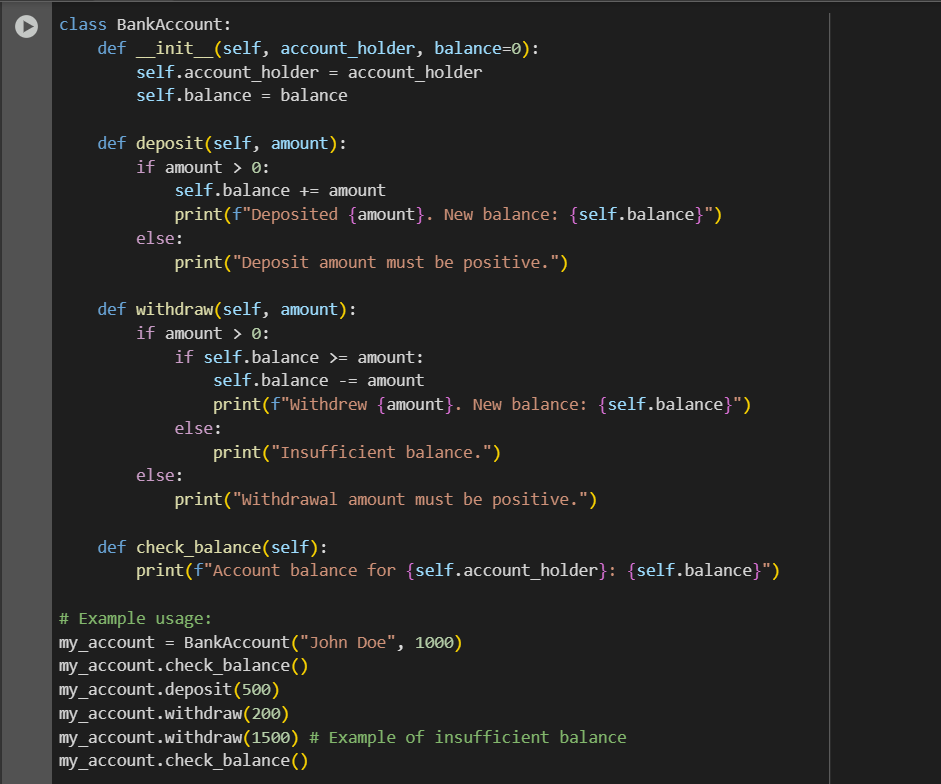 class BankAccount:
    def __init__(self, account_holder, balance=0):
        self.account_holder = account_holder
        self.balance = balance

    def deposit(self, amount):
        if amount > 0:
            self.balance += amount
            print(f"Deposited {amount}. New balance: {self.balance}")
        else:
            print("Deposit amount must be positive.")

    def withdraw(self, amount):
        if amount > 0:
            if self.balance >= amount:
                self.balance -= amount
                print(f"Withdrew {amount}. New balance: {self.balance}")
            else:
                print("Insufficient balance.")
        else:
            print("Withdrawal amount must be positive.")

    def check_balance(self):
        print(f"Account balance for {self.account_holder}: {self.balance}")

# Example usage:
my_account = BankAccount("John Doe", 1000)
my_account.check_balance()
my_account.deposit(500)
my_account.withdraw(200)
my_account.withdraw(1500) # Example of insufficient balance
my_account.check_balance()